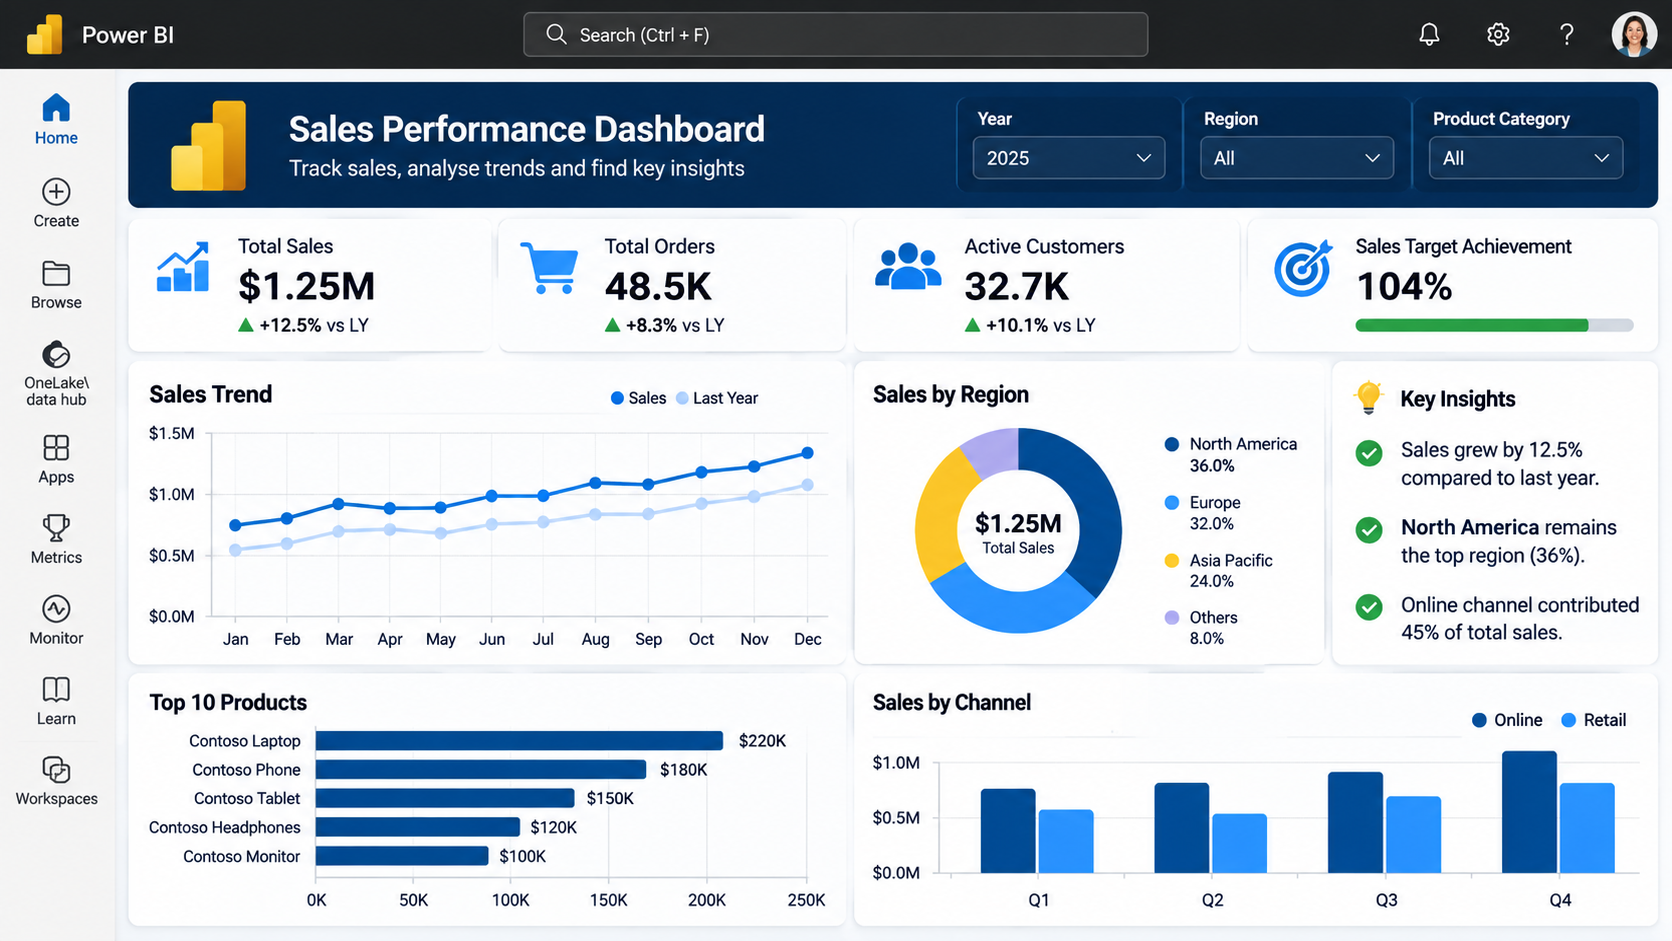 Power BI
Search (Ctrl + F)
Home
Create
Browse
OneLake\
data hub
Apps
Metrics
Monitor
Learn
Workspaces
Sales Performance Dashboard
Track sales, analyse trends and find key insights
Year
2025
Region
All
Product Category
All
Total Sales
$1.25M
+12.5% vs LY
Total Orders
48.5K
+8.3% vs LY
Active Customers
32.7K
+10.1% vs LY
Sales Target Achievement
104%
Sales Trend
Sales
Last Year
$1.5M
$1.0M
$0.5M
$0.0M
Jan Feb Mar Apr May Jun Jul Aug Sep Oct Nov Dec
Sales by Region
$1.25M
Total Sales
North America
36.0%
Europe
32.0%
Asia Pacific
24.0%
Others
8.0%
Key Insights
Sales grew by 12.5%
compared to last year.
North America remains
the top region (36%).
Online channel contributed
45% of total sales.
Top 10 Products
Contoso Laptop $220K
Contoso Phone $180K
Contoso Tablet $150K
Contoso Headphones $120K
Contoso Monitor $100K
0K 50K 100K 150K 200K 250K
Sales by Channel
Online
Retail
$1.0M
$0.5M
$0.0M
Q1 Q2 Q3 Q4